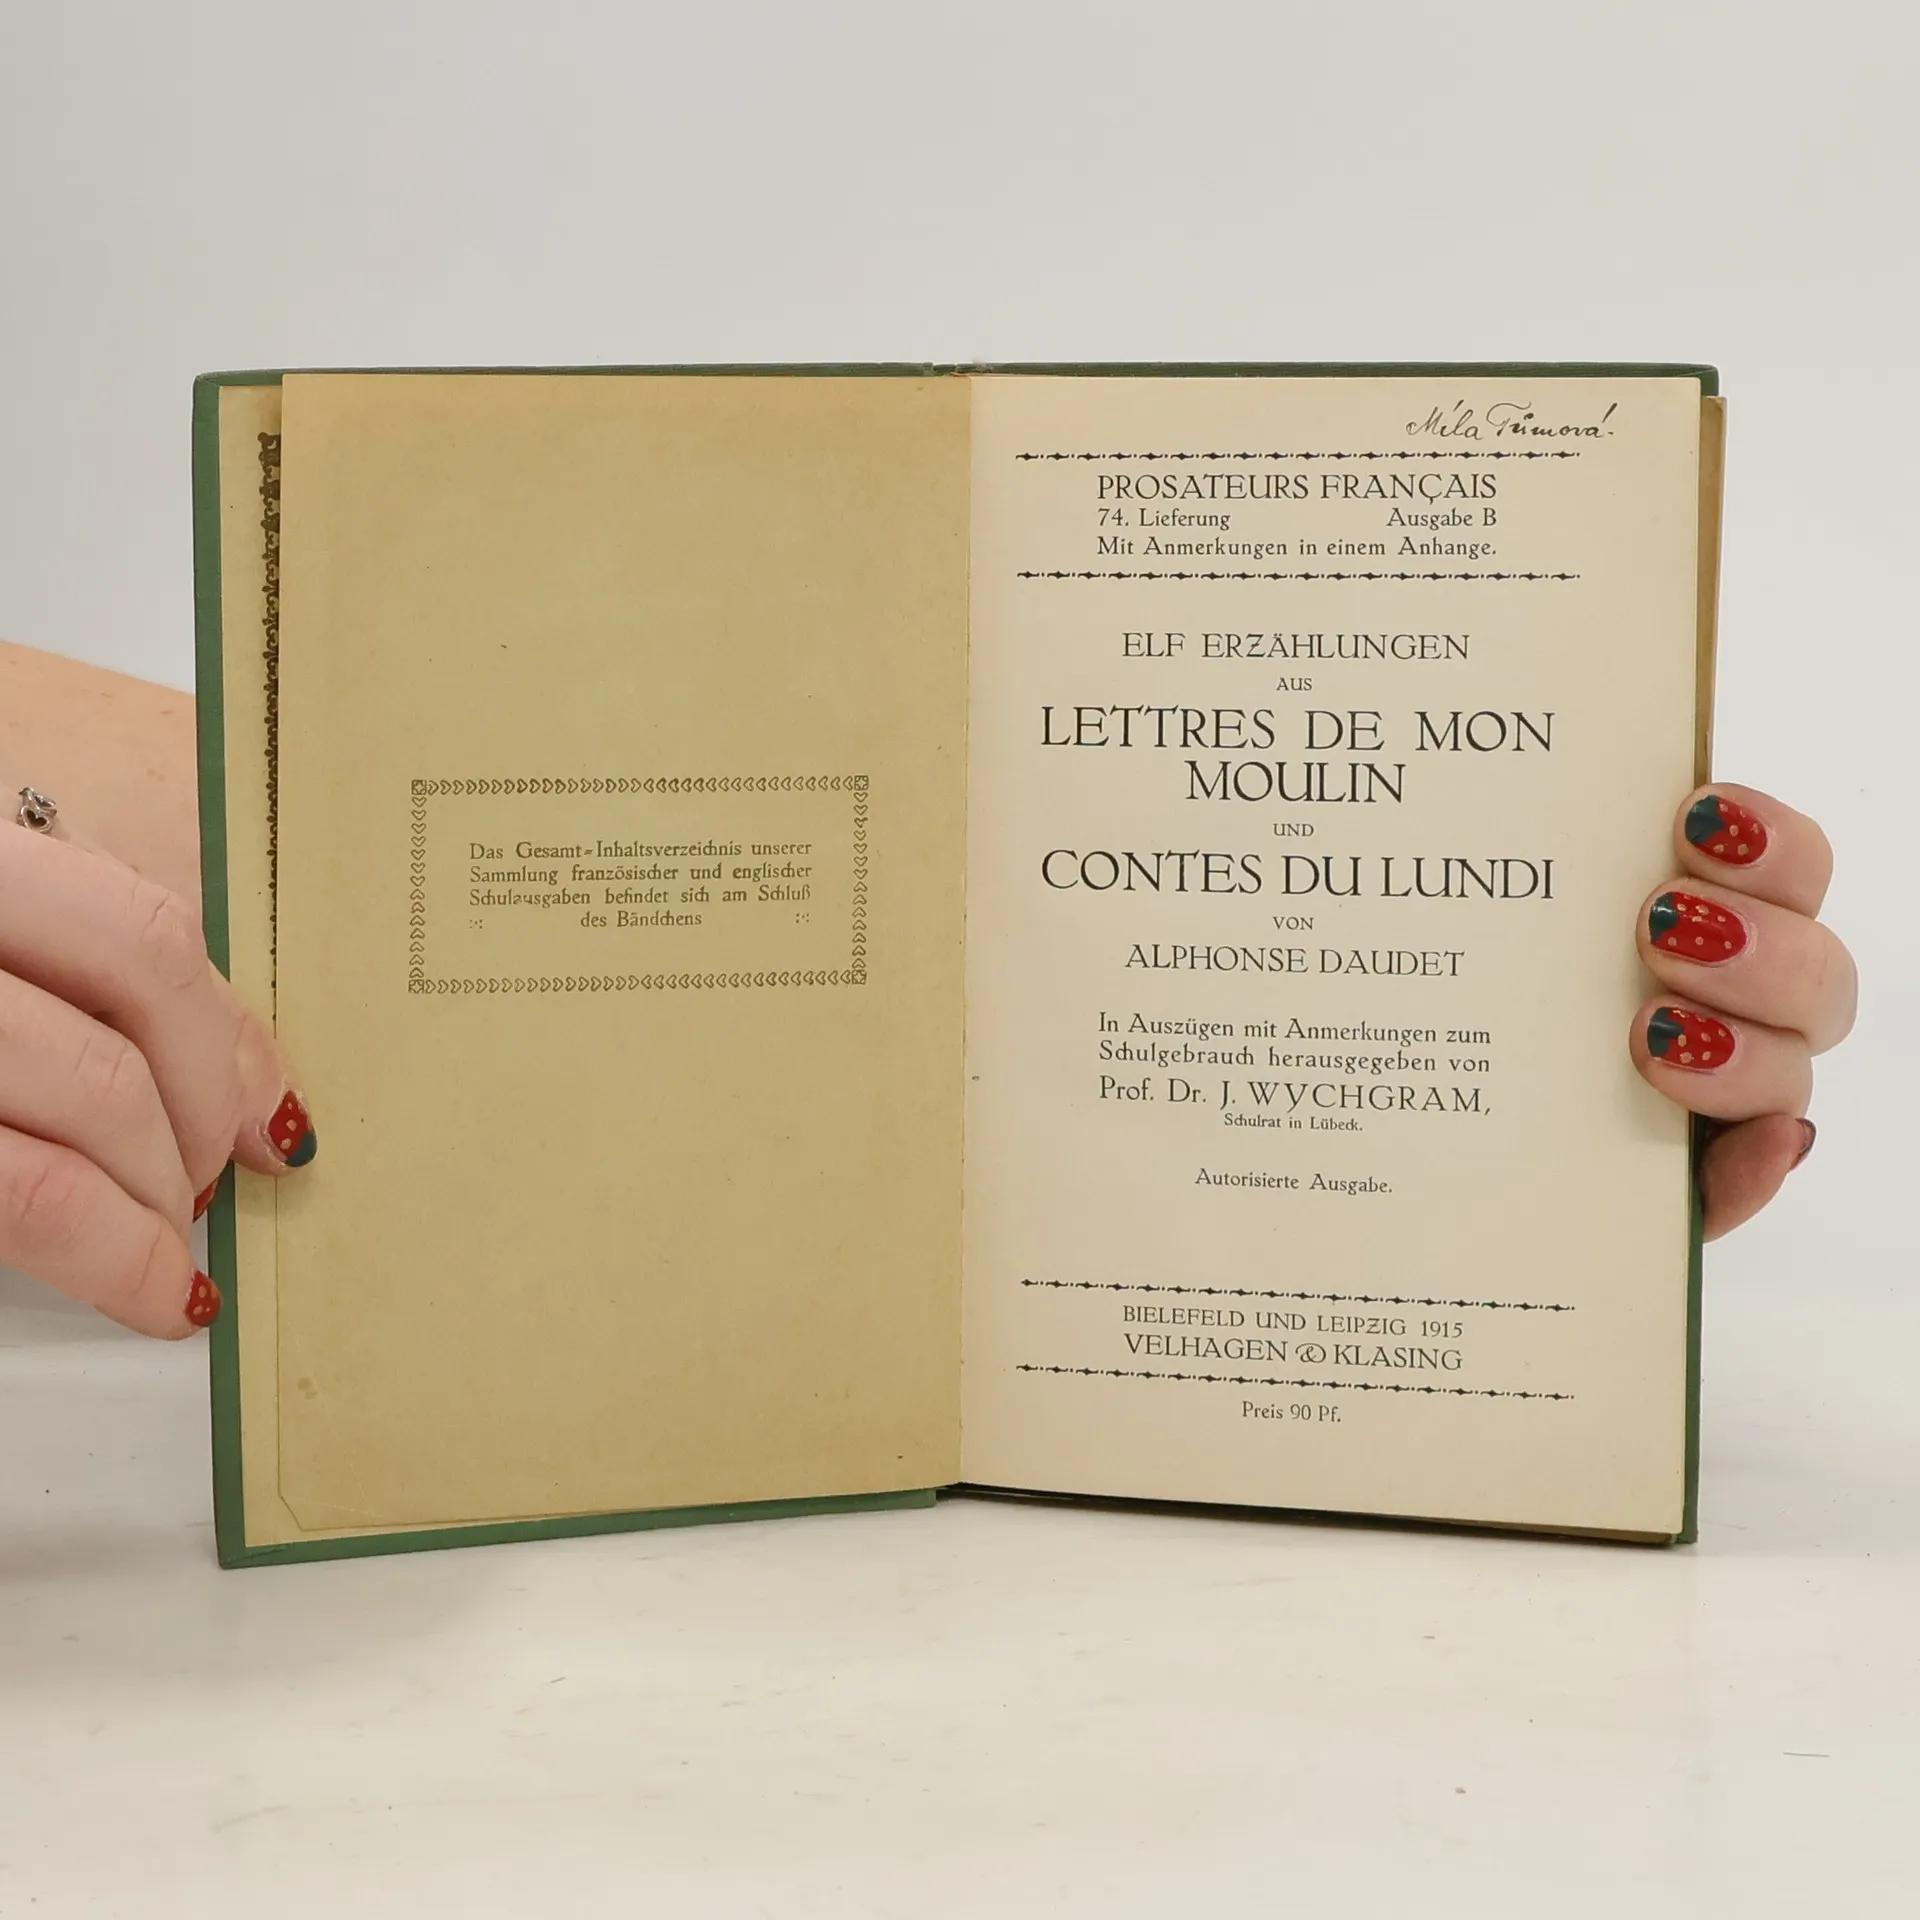 Das Gesamt=Inhaltsverzeichnis unserer
Sammlung französischer und englischer
Schulausgaben befindet sich am Schluß
des Bändchens
Míla Tůmová.
PROSATEURS FRANÇAIS
74. Lieferung Ausgabe B
Mit Anmerkungen in einem Anhange.
ELF ERZÄHLUNGEN
AUS
LETTRES DE MON
MOULIN
UND
CONTES DU LUNDI
VON
ALPHONSE DAUDET
In Auszügen mit Anmerkungen zum
Schulgebrauch herausgegeben von
Prof. Dr. J. WYCHGRAM,
Schulrat in Lübeck.
Autorisierte Ausgabe.
BIELEFELD UND LEIPZIG 1915
VELHAGEN & KLASING
Preis 90 Pf.